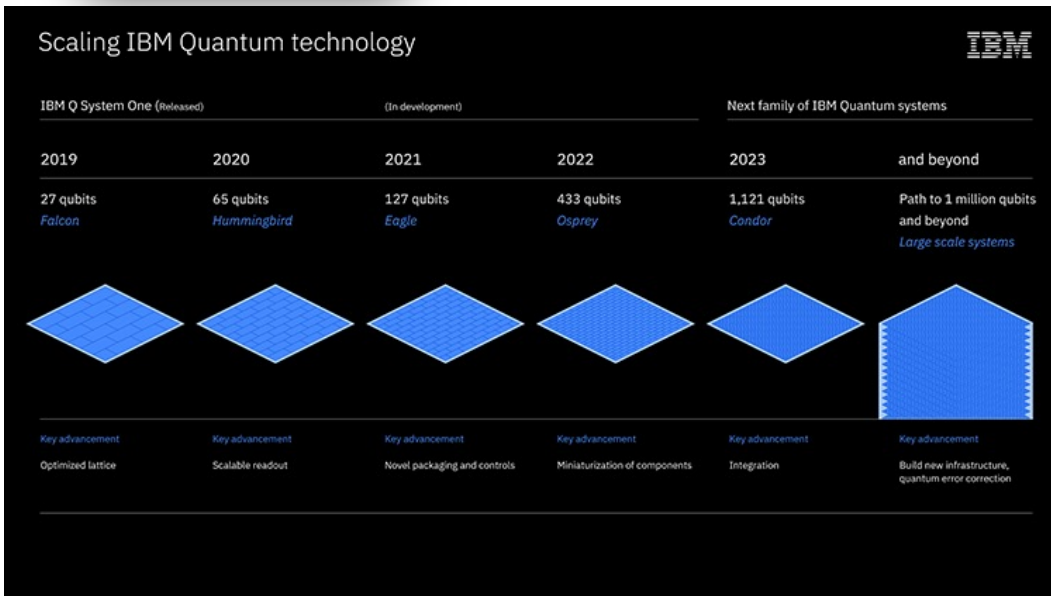 Scaling IBM Quantum technology
IBM
IBM Q System One (Released)
(In development)
Next family of IBM Quantum systems
2019
2020
2021
2022
2023
and beyond
27 qubits
Falcon
65 qubits
Hummingbird
127 qubits
Eagle
433 qubits
Osprey
1,121 qubits
Condor
Path to 1 million qubits
and beyond
Large scale systems
Key advancement
Optimized lattice
Key advancement
Scalable readout
Key advancement
Novel packaging and controls
Key advancement
Miniaturization of components
Key advancement
Integration
Key advancement
Build new infrastructure,
quantum error correction